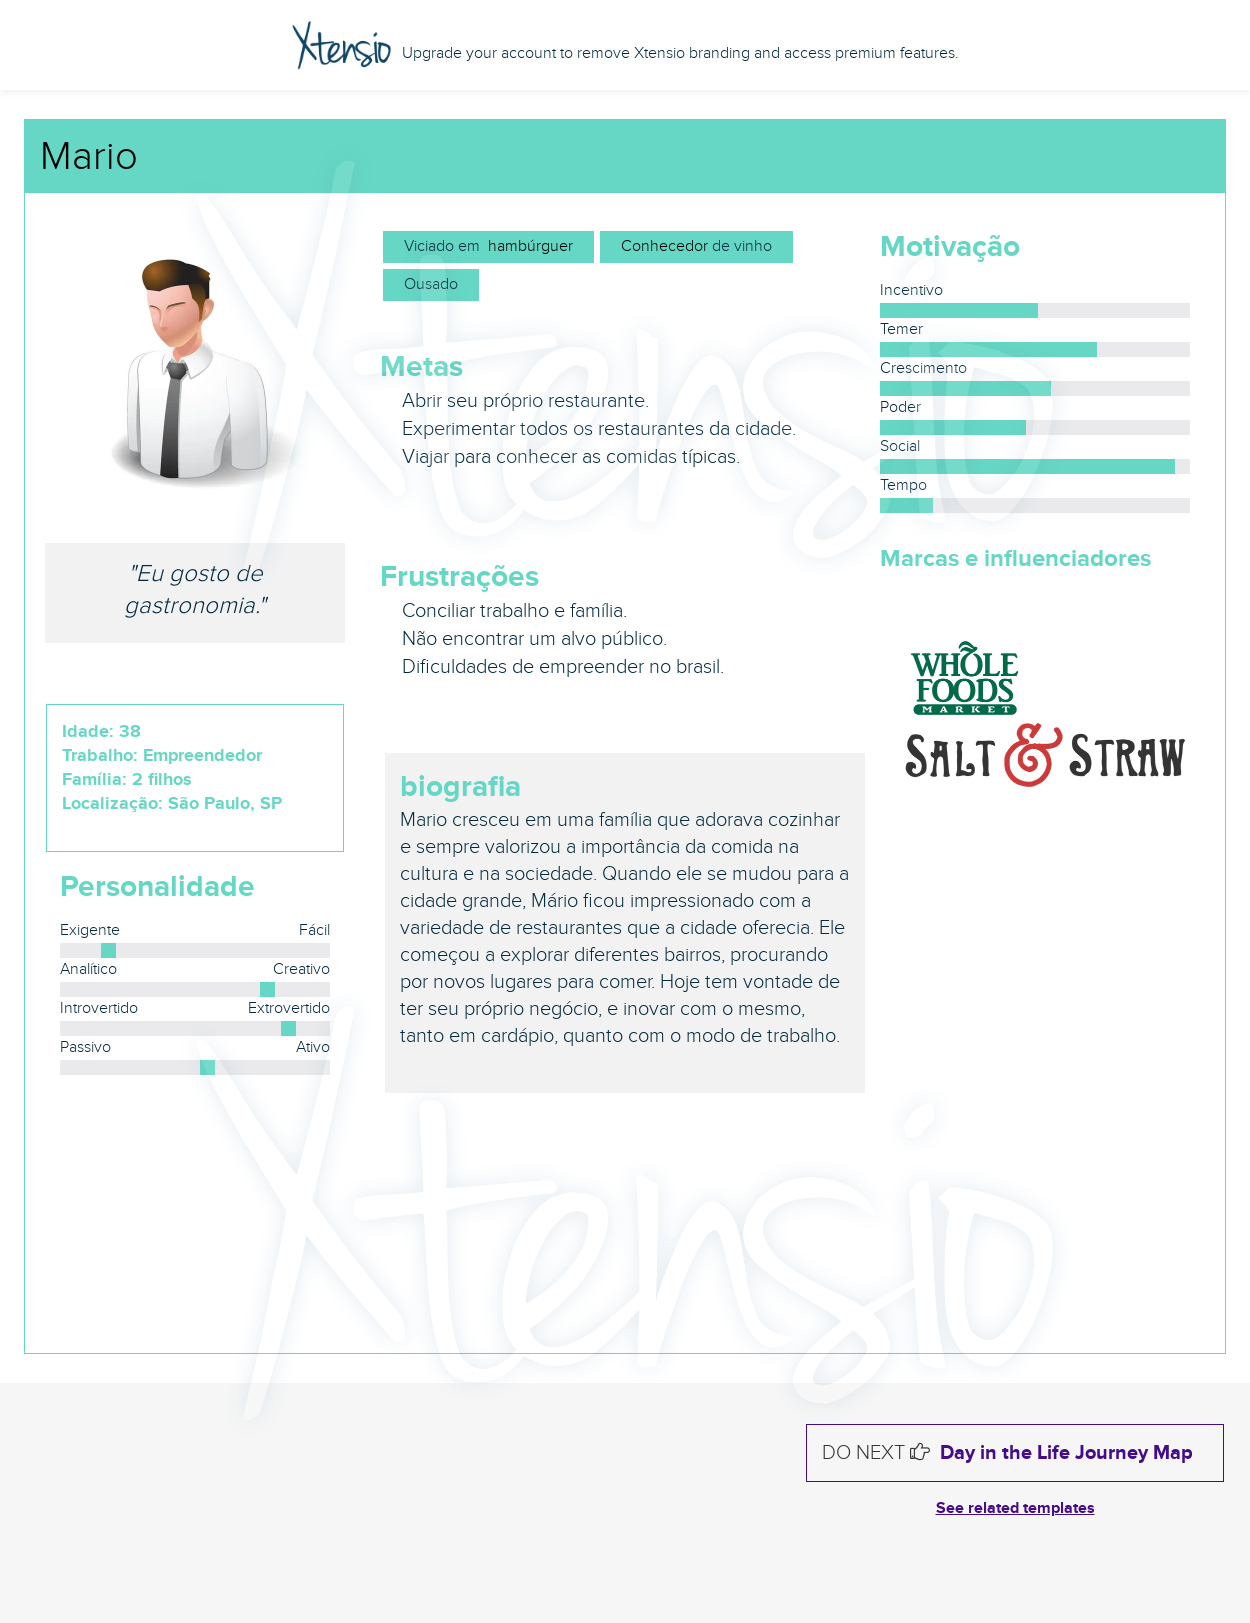 Xtensio Upgrade your account to remove Xtensio branding and access premium features.
Mario
"Eu gosto de
gastronomia."
Idade: 38
Trabalho: Empreendedor
Família: 2 filhos
Localização: São Paulo, SP
Personalidade
Exigente Fácil
Analítico Creativo
Introvertido Extrovertido
Passivo Ativo
Viciado em hambúrguer Conhecedor de vinho
Ousado
Metas
Abrir seu próprio restaurante.
Experimentar todos os restaurantes da cidade.
Viajar para conhecer as comidas típicas.
Frustrações
Conciliar trabalho e família.
Não encontrar um alvo público.
Dificuldades de empreender no brasil.
biografia
Mario cresceu em uma família que adorava cozinhar
e sempre valorizou a importância da comida na
cultura e na sociedade. Quando ele se mudou para a
cidade grande, Mário ficou impressionado com a
variedade de restaurantes que a cidade oferecia. Ele
começou a explorar diferentes bairros, procurando
por novos lugares para comer. Hoje tem vontade de
ter seu próprio negócio, e inovar com o mesmo,
tanto em cardápio, quanto com o modo de trabalho.
Motivação
Incentivo
Temer
Crescimento
Poder
Social
Tempo
Marcas e influenciadores
WHOLE
FOODS
MARKET
SALT & STRAW
Xtensio
Xtensio
DO NEXT Day in the Life Journey Map
See related templates